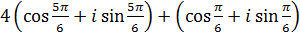 4(cos 5π/6 + i sin 5π/6) + (cos π/6 + i sin π/6)